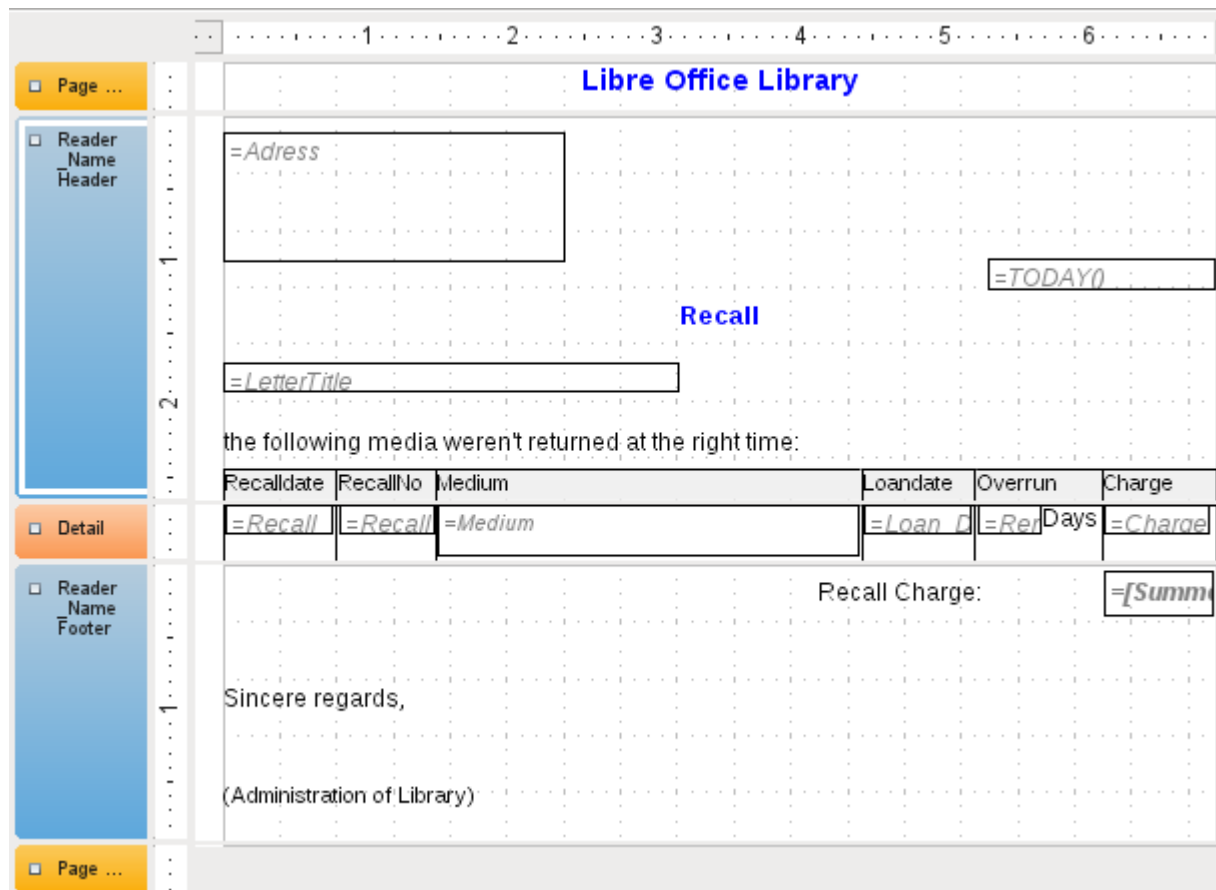 1 2 3 4 5 6
Page ...
Libre Office Library
Reader
_Name
Header
=Adress
1
=TODAY()
Recall
=LetterTitle
2
the following media weren't returned at the right time:
Recalldate RecallNo Medium Loandate Overrun Charge
Detail
=Recall =Recall =Medium =Loan_D =Rer Days =Charge
Reader
_Name
Footer
Recall Charge: =[Summe
1
Sincere regards,
(Administration of Library)
Page ...